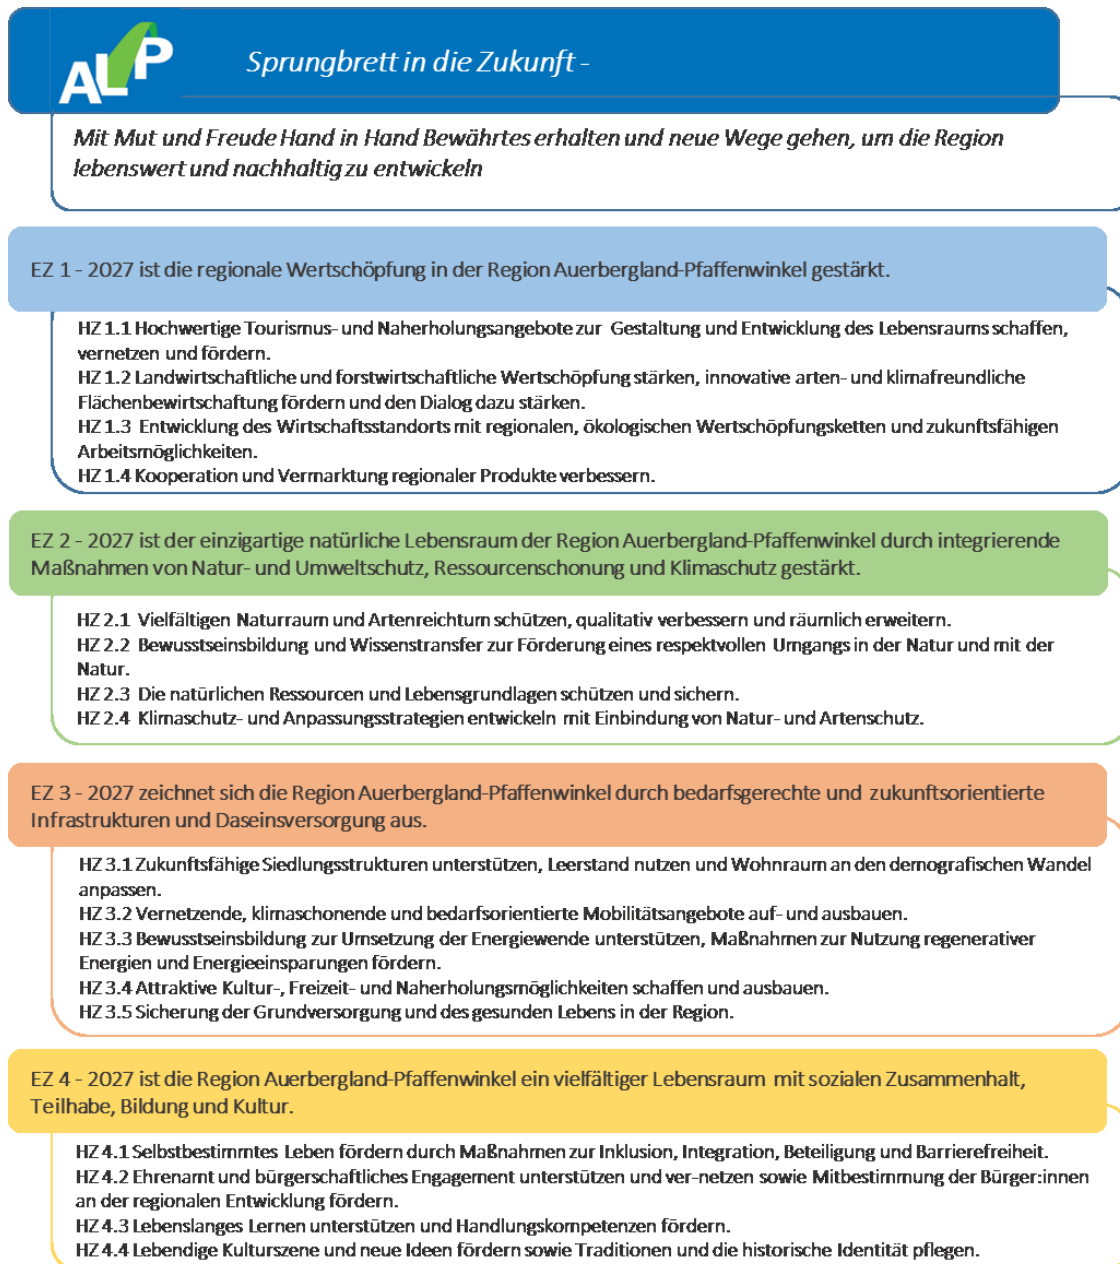 ALP
Sprungbrett in die Zukunft -
Mit Mut und Freude Hand in Hand Bewährtes erhalten und neue Wege gehen, um die Region
lebenswert und nachhaltig zu entwickeln
EZ 1 - 2027 ist die regionale Wertschöpfung in der Region Auerbergland-Pfaffenwinkel gestärkt.
HZ 1.1 Hochwertige Tourismus- und Naherholungsangebote zur Gestaltung und Entwicklung des Lebensraums schaffen,
vernetzen und fördern.
HZ 1.2 Landwirtschaftliche und forstwirtschaftliche Wertschöpfung stärken, innovative arten- und klimafreundliche
Flächenbewirtschaftung fördern und den Dialog dazu stärken.
HZ 1.3 Entwicklung des Wirtschaftsstandorts mit regionalen, ökologischen Wertschöpfungsketten und zukunftsfähigen
Arbeitsmöglichkeiten.
HZ 1.4 Kooperation und Vermarktung regionaler Produkte verbessern.
EZ 2 - 2027 ist der einzigartige natürliche Lebensraum der Region Auerbergland-Pfaffenwinkel durch integrierende
Maßnahmen von Natur- und Umweltschutz, Ressourcenschonung und Klimaschutz gestärkt.
HZ 2.1 Vielfältigen Naturraum und Artenreichtum schützen, qualitativ verbessern und räumlich erweitern.
HZ 2.2 Bewusstseinsbildung und Wissenstransfer zur Förderung eines respektvollen Umgangs in der Natur und mit der
Natur.
HZ 2.3 Die natürlichen Ressourcen und Lebensgrundlagen schützen und sichern.
HZ 2.4 Klimaschutz- und Anpassungsstrategien entwickeln mit Einbindung von Natur- und Artenschutz.
EZ 3 - 2027 zeichnet sich die Region Auerbergland-Pfaffenwinkel durch bedarfsgerechte und zukunftsorientierte
Infrastrukturen und Daseinsversorgung aus.
HZ 3.1 Zukunftsfähige Siedlungsstrukturen unterstützen, Leerstand nutzen und Wohnraum an den demografischen Wandel
anpassen.
HZ 3.2 Vernetzende, klimaschonende und bedarfsorientierte Mobilitätsangebote auf- und ausbauen.
HZ 3.3 Bewusstseinsbildung zur Umsetzung der Energiewende unterstützen, Maßnahmen zur Nutzung regenerativer
Energien und Energieeinsparungen fördern.
HZ 3.4 Attraktive Kultur-, Freizeit- und Naherholungsmöglichkeiten schaffen und ausbauen.
HZ 3.5 Sicherung der Grundversorgung und des gesunden Lebens in der Region.
EZ 4 - 2027 ist die Region Auerbergland-Pfaffenwinkel ein vielfältiger Lebensraum mit sozialen Zusammenhalt,
Teilhabe, Bildung und Kultur.
HZ 4.1 Selbstbestimmtes Leben fördern durch Maßnahmen zur Inklusion, Integration, Beteiligung und Barrierefreiheit.
HZ 4.2 Ehrenamt und bürgerschaftliches Engagement unterstützen und ver-netzen sowie Mitbestimmung der Bürger:innen
an der regionalen Entwicklung fördern.
HZ 4.3 Lebenslanges Lernen unterstützen und Handlungskompetenzen fördern.
HZ 4.4 Lebendige Kulturszene und neue Ideen fördern sowie Traditionen und die historische Identität pflegen.